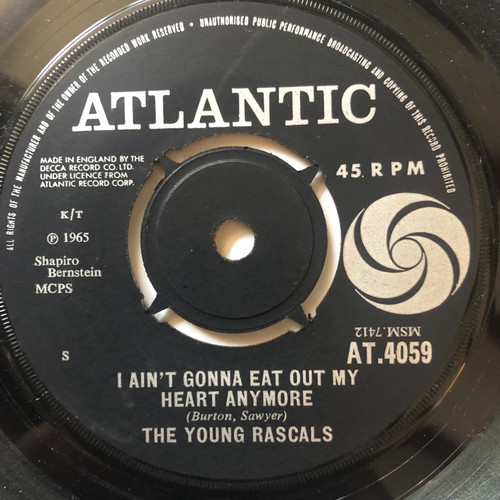 ALL RIGHTS OF THE MANUFACTURER AND OF THE OWNER OF THE RECORDED WORK RESERVED • UNAUTHORISED PUBLIC PERFORMANCE BROADCASTING AND COPYING OF THIS RECORD PROHIBITED
ATLANTIC
MADE IN ENGLAND BY THE
DECCA RECORD CO. LTD.
UNDER LICENCE FROM
ATLANTIC RECORD CORP.
45. R P M
K/T
Ⓟ 1965
Shapiro
Bernstein
MCPS
MSM.7412
S
AT.4059
I AIN'T GONNA EAT OUT MY
HEART ANYMORE
(Burton, Sawyer)
THE YOUNG RASCALS